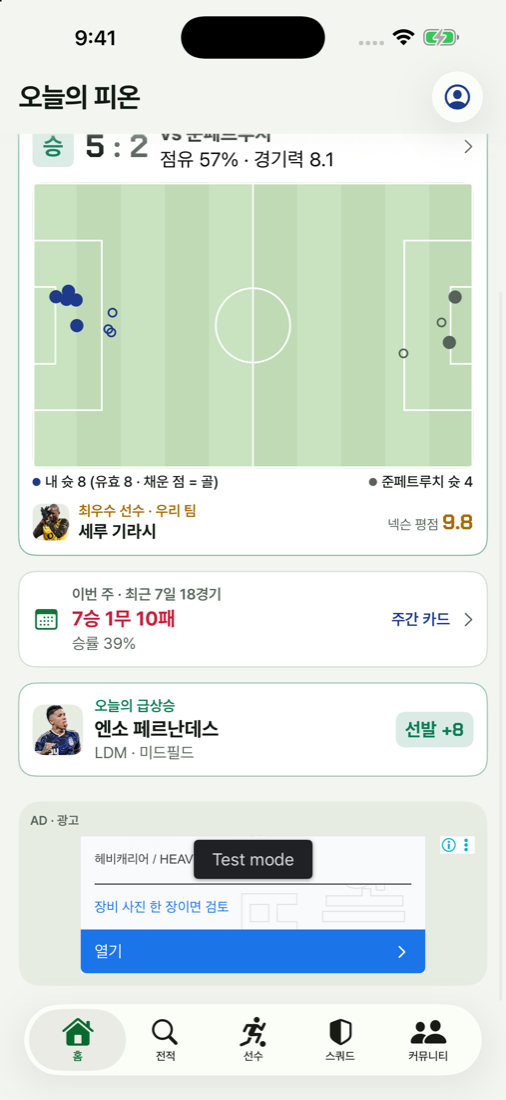 9:41
오늘의 피온
승
5 : 2
vs 준페트루치
점유 57% · 경기력 8.1
내 슛 8 (유효 8 · 채운 점 = 골)
준페트루치 슛 4
최우수 선수 · 우리 팀
세루 기라시
넥슨 평점 9.8
이번 주 · 최근 7일 18경기
7승 1무 10패
주간 카드
승률 39%
오늘의 급상승
엔소 페르난데스
선발 +8
LDM · 미드필드
AD · 광고
헤비캐리어 / HEAV
Test mode
장비 사진 한 장이면 검토
열기
홈
전적
선수
스쿼드
커뮤니티